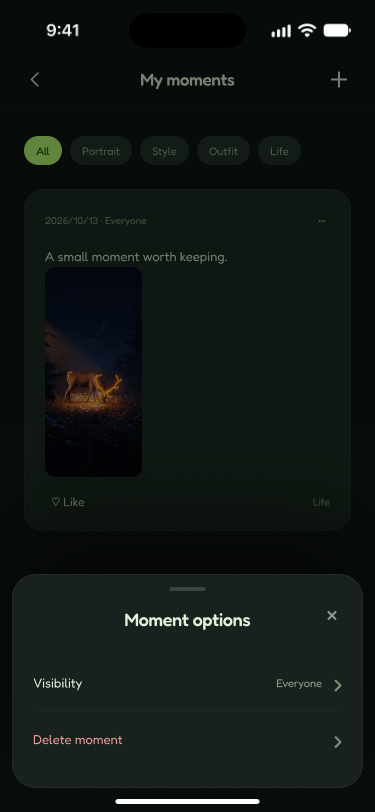 9:41
My moments
All
Portrait
Style
Outfit
Life
2026/10/13 · Everyone
...
A small moment worth keeping.
♡ Like
Life
Moment options
×
Visibility
Everyone
Delete moment